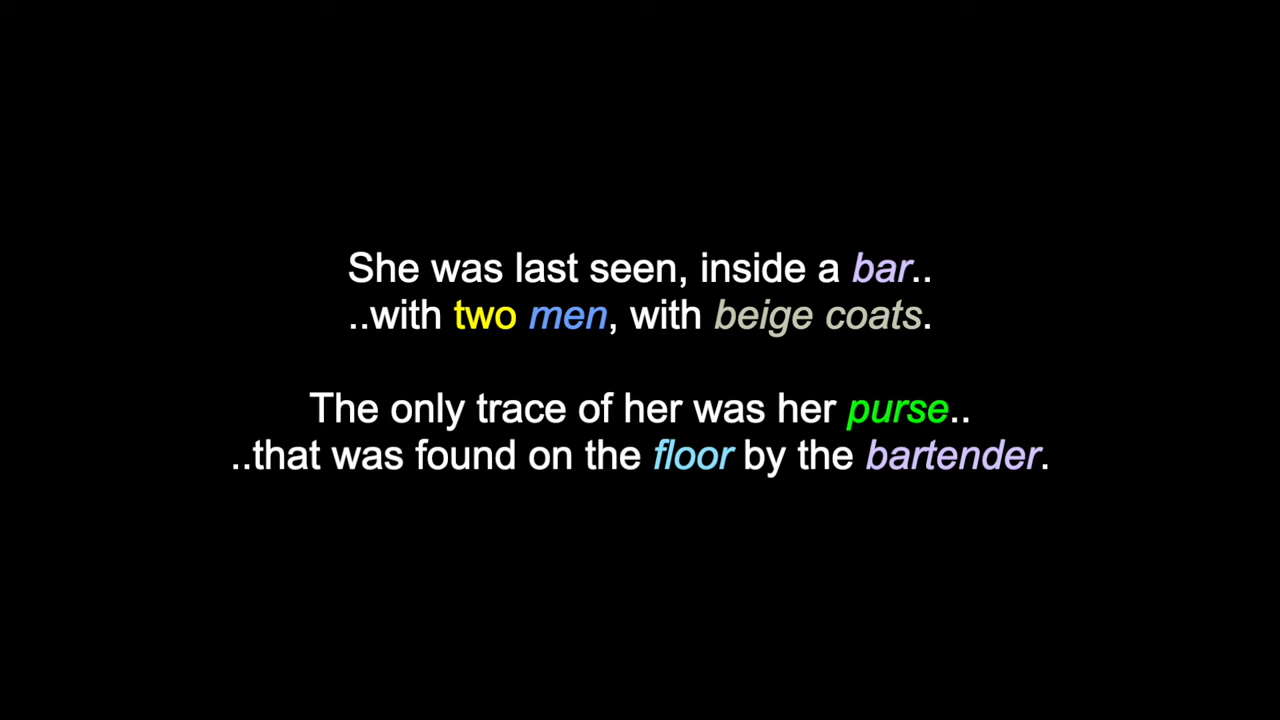 She was last seen, inside a bar..
..with two men, with beige coats.
The only trace of her was her purse..
..that was found on the floor by the bartender.